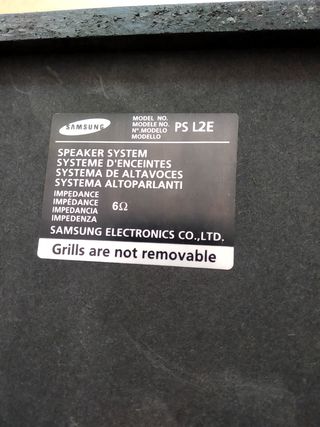 SAMSUNG
MODEL NO.
MODELE NO.
Nº.MODELO
MODELLO
PS L2E
SPEAKER SYSTEM
SYSTEME D'ENCEINTES
SYSTEMA DE ALTAVOCES
SYSTEMA ALTOPARLANTI
IMPEDANCE
IMPÉDANCE
IMPEDANCIA
IMPEDENZA
6Ω
SAMSUNG ELECTRONICS CO.,LTD.
Grills are not removable